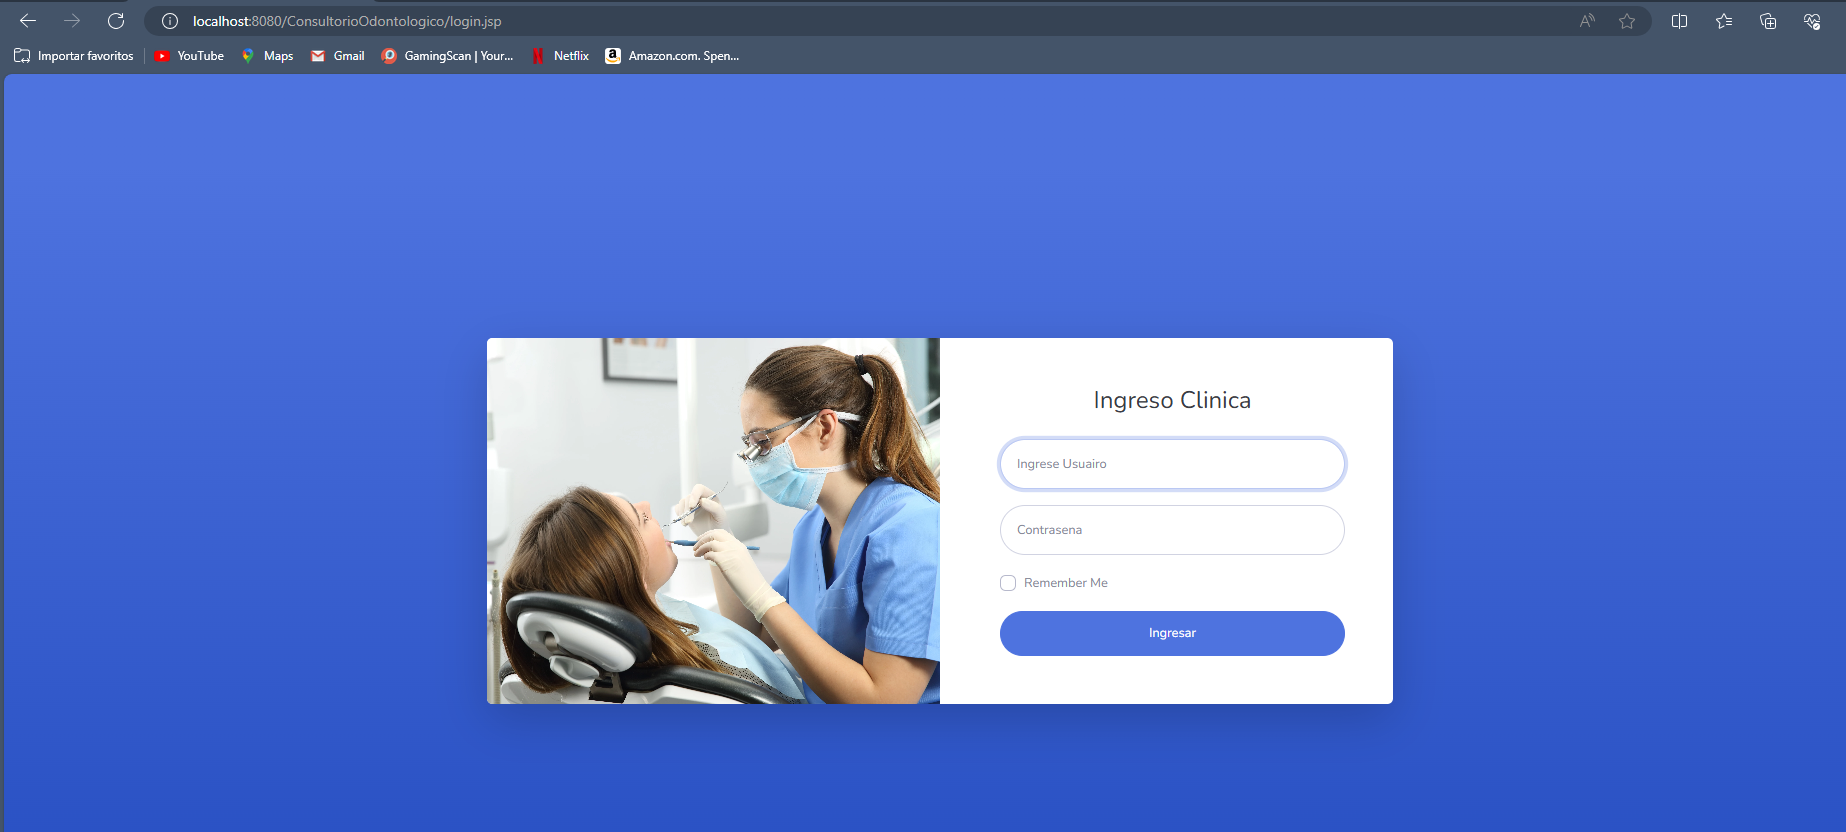 localhost:8080/ConsultorioOdontologico/login.jsp
Importar favoritos YouTube Maps Gmail GamingScan | Your... Netflix Amazon.com. Spen...
Ingreso Clinica
Ingrese Usuairo
Contrasena
Remember Me
Ingresar